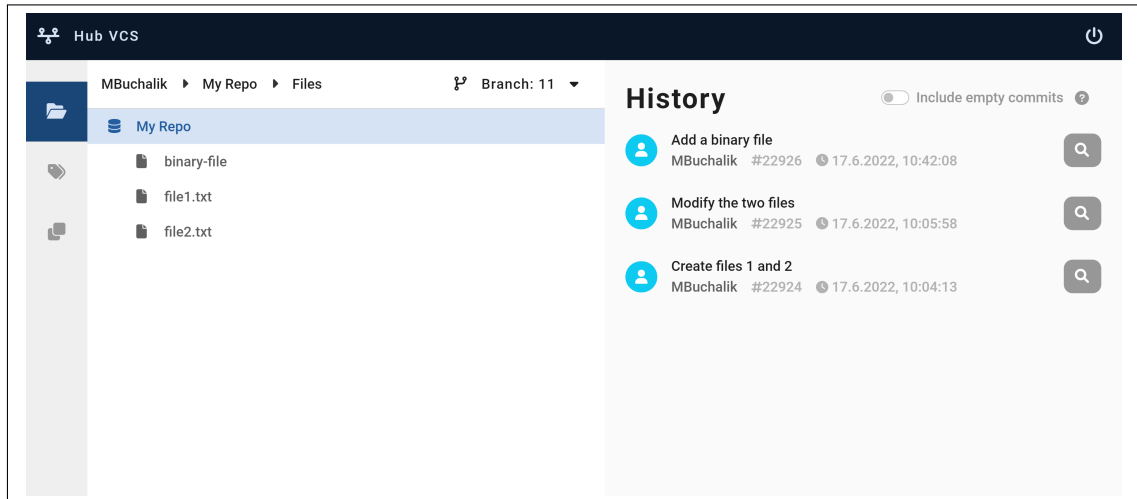 Hub VCS
MBuchalik My Repo Files Branch: 11
My Repo
binary-file
file1.txt
file2.txt
History Include empty commits ?
Add a binary file
MBuchalik #22926 17.6.2022, 10:42:08
Modify the two files
MBuchalik #22925 17.6.2022, 10:05:58
Create files 1 and 2
MBuchalik #22924 17.6.2022, 10:04:13